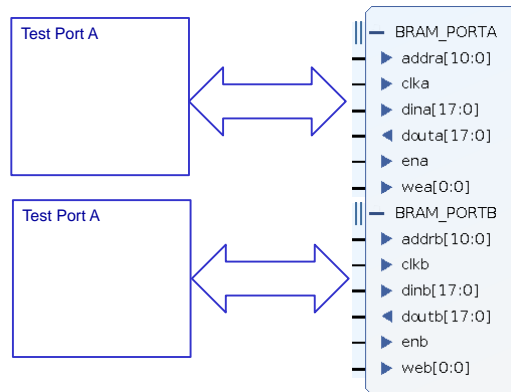 Test Port A
BRAM_PORTA
addra[10:0]
clka
dina[17:0]
douta[17:0]
ena
wea[0:0]
Test Port A
BRAM_PORTB
addrb[10:0]
clkb
dinb[17:0]
doutb[17:0]
enb
web[0:0]